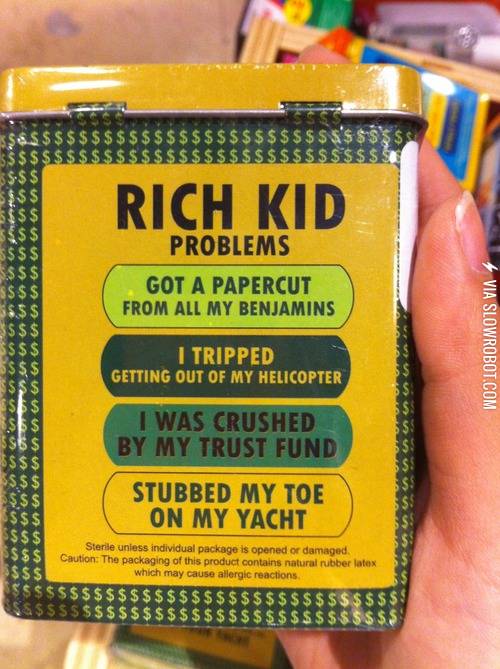 RICH KID
PROBLEMS
GOT A PAPERCUT
FROM ALL MY BENJAMINS
I TRIPPED
GETTING OUT OF MY HELICOPTER
I WAS CRUSHED
BY MY TRUST FUND
STUBBED MY TOE
ON MY YACHT
Sterile unless individual package is opened or damaged.
Caution: The packaging of this product contains natural rubber latex
which may cause allergic reactions.
VIA SLOWROBOT.COM